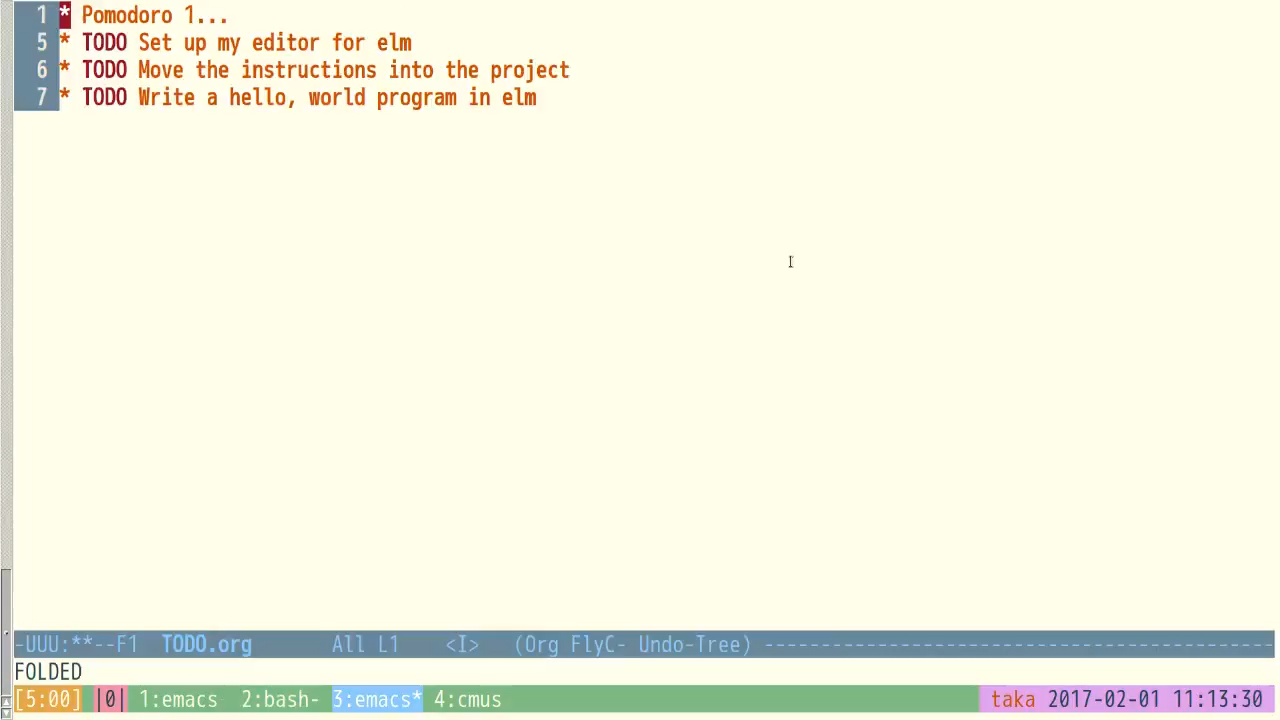 1 * Pomodoro 1...
5 * TODO Set up my editor for elm
6 * TODO Move the instructions into the project
7 * TODO Write a hello, world program in elm
-UUU:**--F1 TODO.org All L1 <I> (Org FlyC- Undo-Tree) ----------------------------------------------
FOLDED
[5:00] |0| 1:emacs 2:bash- 3:emacs* 4:cmus taka 2017-02-01 11:13:30